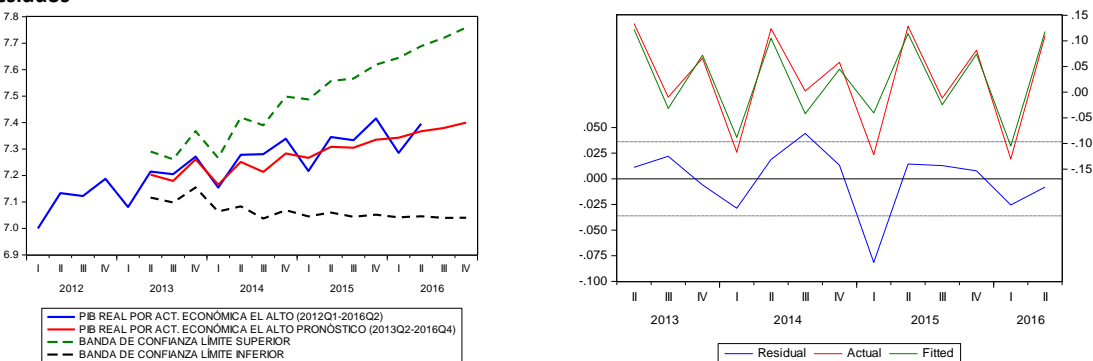 7.8
7.7
7.6
7.5
7.4
7.3
7.2
7.1
7.0
6.9
I II III IV I II III IV I II III IV I II III IV I II III IV
2012 2013 2014 2015 2016
PIB REAL POR ACT. ECONÓMICA EL ALTO (2012Q1-2016Q2)
PIB REAL POR ACT. ECONÓMICA EL ALTO PRONÒSTICO (2013Q2-2016Q4)
BANDA DE CONFIANZA LÍMITE SUPERIOR
BANDA DE CONFIANZA LÍMITE INFERIOR
.15
.10
.05
.00
-.05
-.10
-.15
.050
.025
.000
-.025
-.050
-.075
-.100
II III IV I II III IV I II III IV I II
2013 2014 2015 2016
Residual Actual Fitted